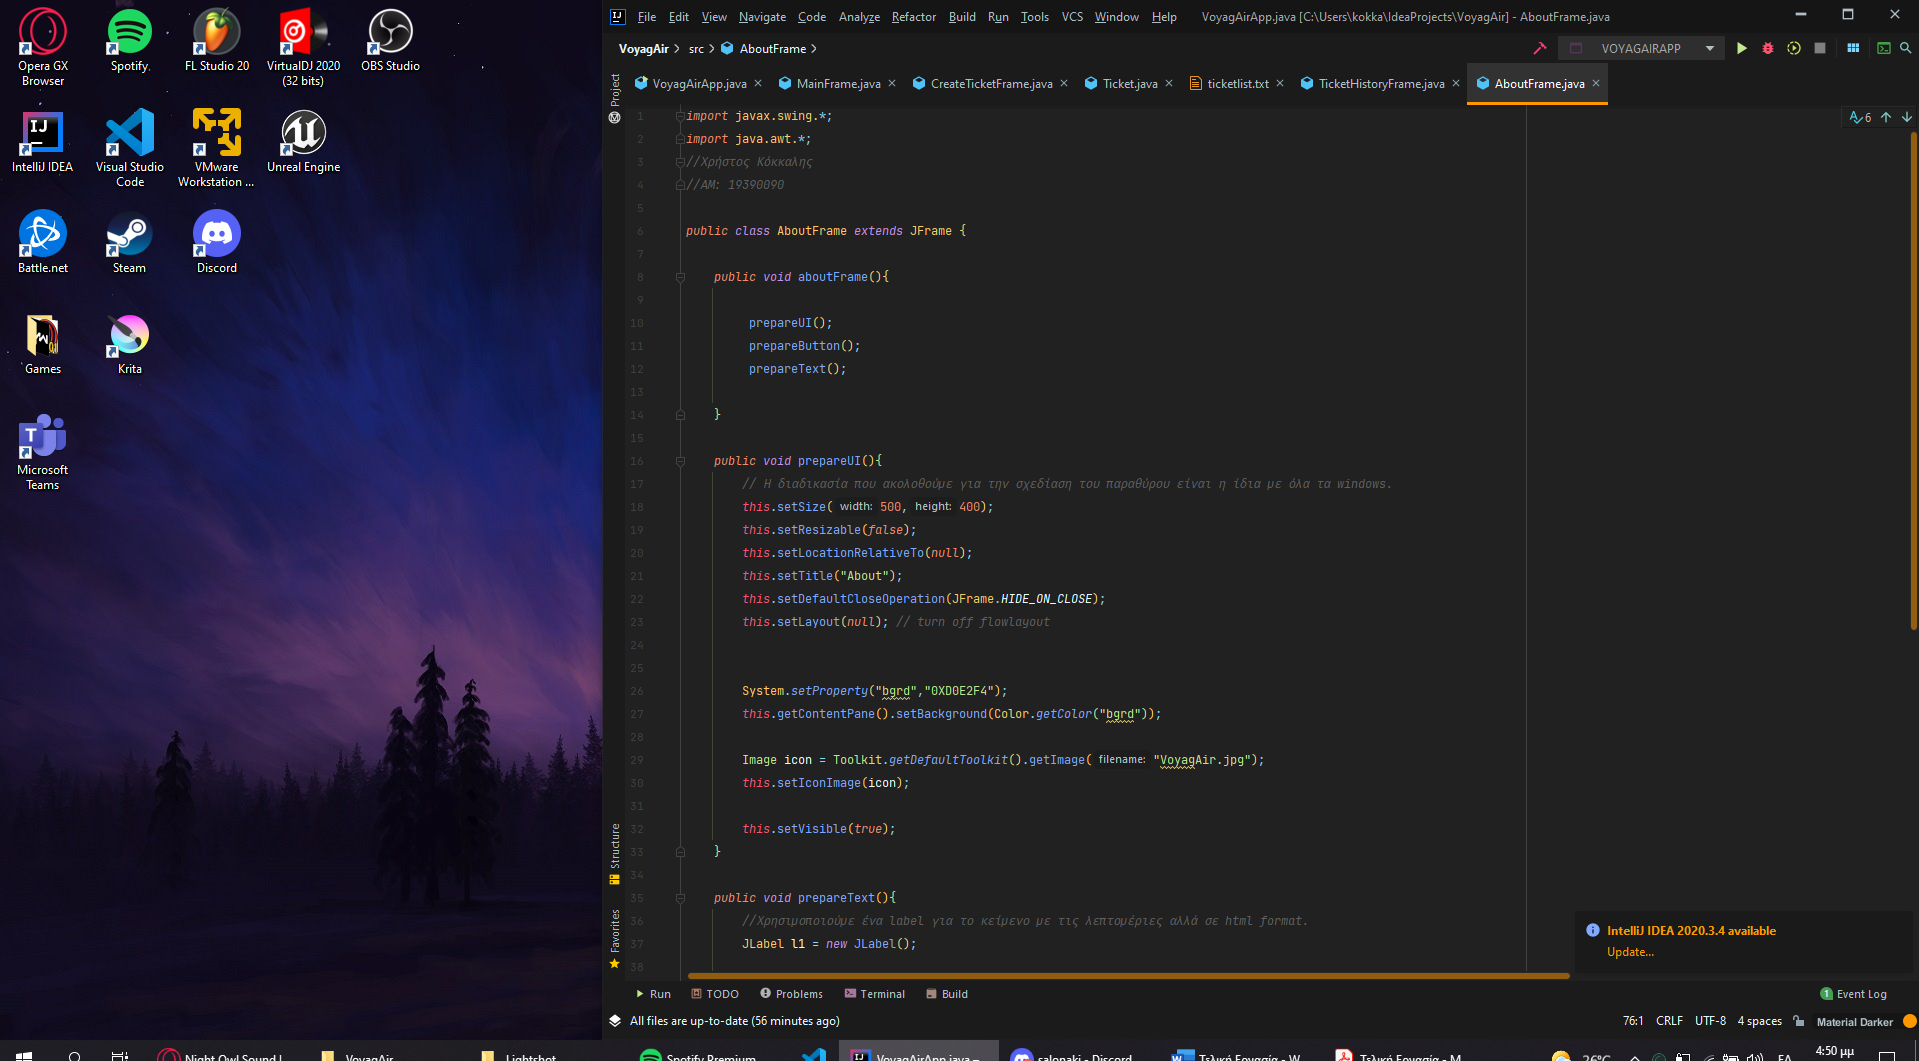 Opera GX
Browser
Spotify
FL Studio 20
VirtualDJ 2020
(32 bits)
OBS Studio
IntelliJ IDEA
Visual Studio
Code
VMware
Workstation ...
Unreal Engine
Battle.net
Steam
Discord
Games
Krita
Microsoft
Teams
File Edit View Navigate Code Analyze Refactor Build Run Tools VCS Window Help VoyagAirApp.java [C:\Users\kokka\IdeaProjects\VoyagAir] - AboutFrame.java
VoyagAir src AboutFrame
VOYAGAIRAPP
VoyagAirApp.java MainFrame.java CreateTicketFrame.java Ticket.java ticketlist.txt TicketHistoryFrame.java AboutFrame.java
Project
6
1 import javax.swing.*;
2 import java.awt.*;
3 //Χρήστος Κόκκαλης
4 //ΑΜ: 19390090
5
6 public class AboutFrame extends JFrame {
7
8 public void aboutFrame(){
9
10 prepareUI();
11 prepareButton();
12 prepareText();
13
14 }
15
16 public void prepareUI(){
17 // Η διαδικασία που ακολοθούμε για την σχεδίαση του παραθύρου είναι η ίδια με όλα τα windows.
18 this.setSize( width: 500, height: 400);
19 this.setResizable(false);
20 this.setLocationRelativeTo(null);
21 this.setTitle("About");
22 this.setDefaultCloseOperation(JFrame.HIDE_ON_CLOSE);
23 this.setLayout(null); // turn off flowlayout
24
25
26 System.setProperty("bgrd","0XD0E2F4");
27 this.getContentPane().setBackground(Color.getColor("bgrd"));
28
29 Image icon = Toolkit.getDefaultToolkit().getImage( filename: "VoyagAir.jpg");
30 this.setIconImage(icon);
31
32 this.setVisible(true);
33 }
34
35 public void prepareText(){
36 //Χρησιμοποιούμε ένα label για το κείμενο με τις λεπτομέριες αλλά σε html format.
37 JLabel l1 = new JLabel();
38
Structure
Favorites
IntelliJ IDEA 2020.3.4 available
Update...
Run TODO Problems Terminal Build
1 Event Log
All files are up-to-date (56 minutes ago)
76:1 CRLF UTF-8 4 spaces Material Darker
Night Owl Sound I VoyagAir Lightshot Spotify Premium VoyagAirApp.java – salonaki - Discord Τελική Εργασία - W Τελική Εργασία - M 26°C ΕΛ
4:50 μμ